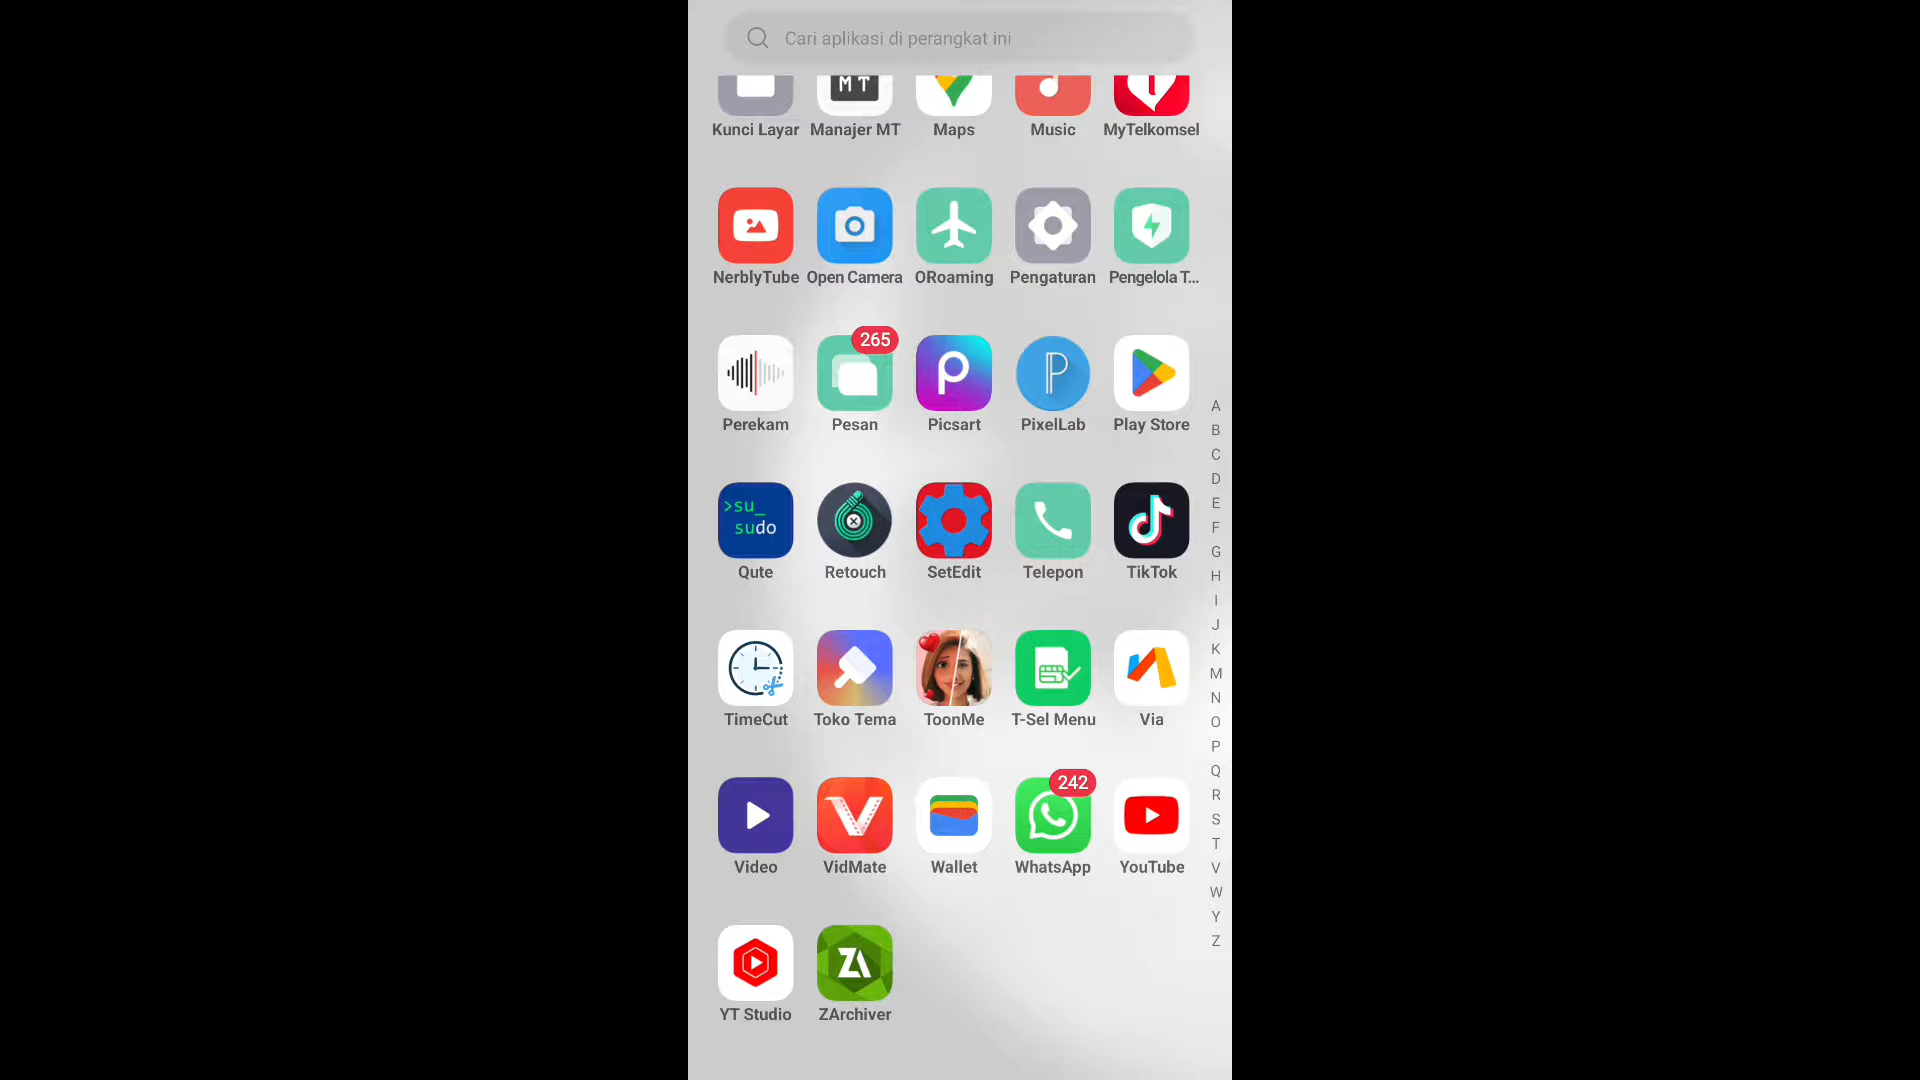 Cari aplikasi di perangkat ini
MT
Kunci Layar Manajer MT Maps Music MyTelkomsel
NerblyTube Open Camera ORoaming Pengaturan Pengelola T...
265
Perekam Pesan Picsart PixelLab Play Store
>su_
sudo
Qute Retouch SetEdit Telepon TikTok
TimeCut Toko Tema ToonMe T-Sel Menu Via
242
Video VidMate Wallet WhatsApp YouTube
ZA
YT Studio ZArchiver
A
B
C
D
E
F
G
H
I
J
K
M
N
O
P
Q
R
S
T
V
W
Y
Z